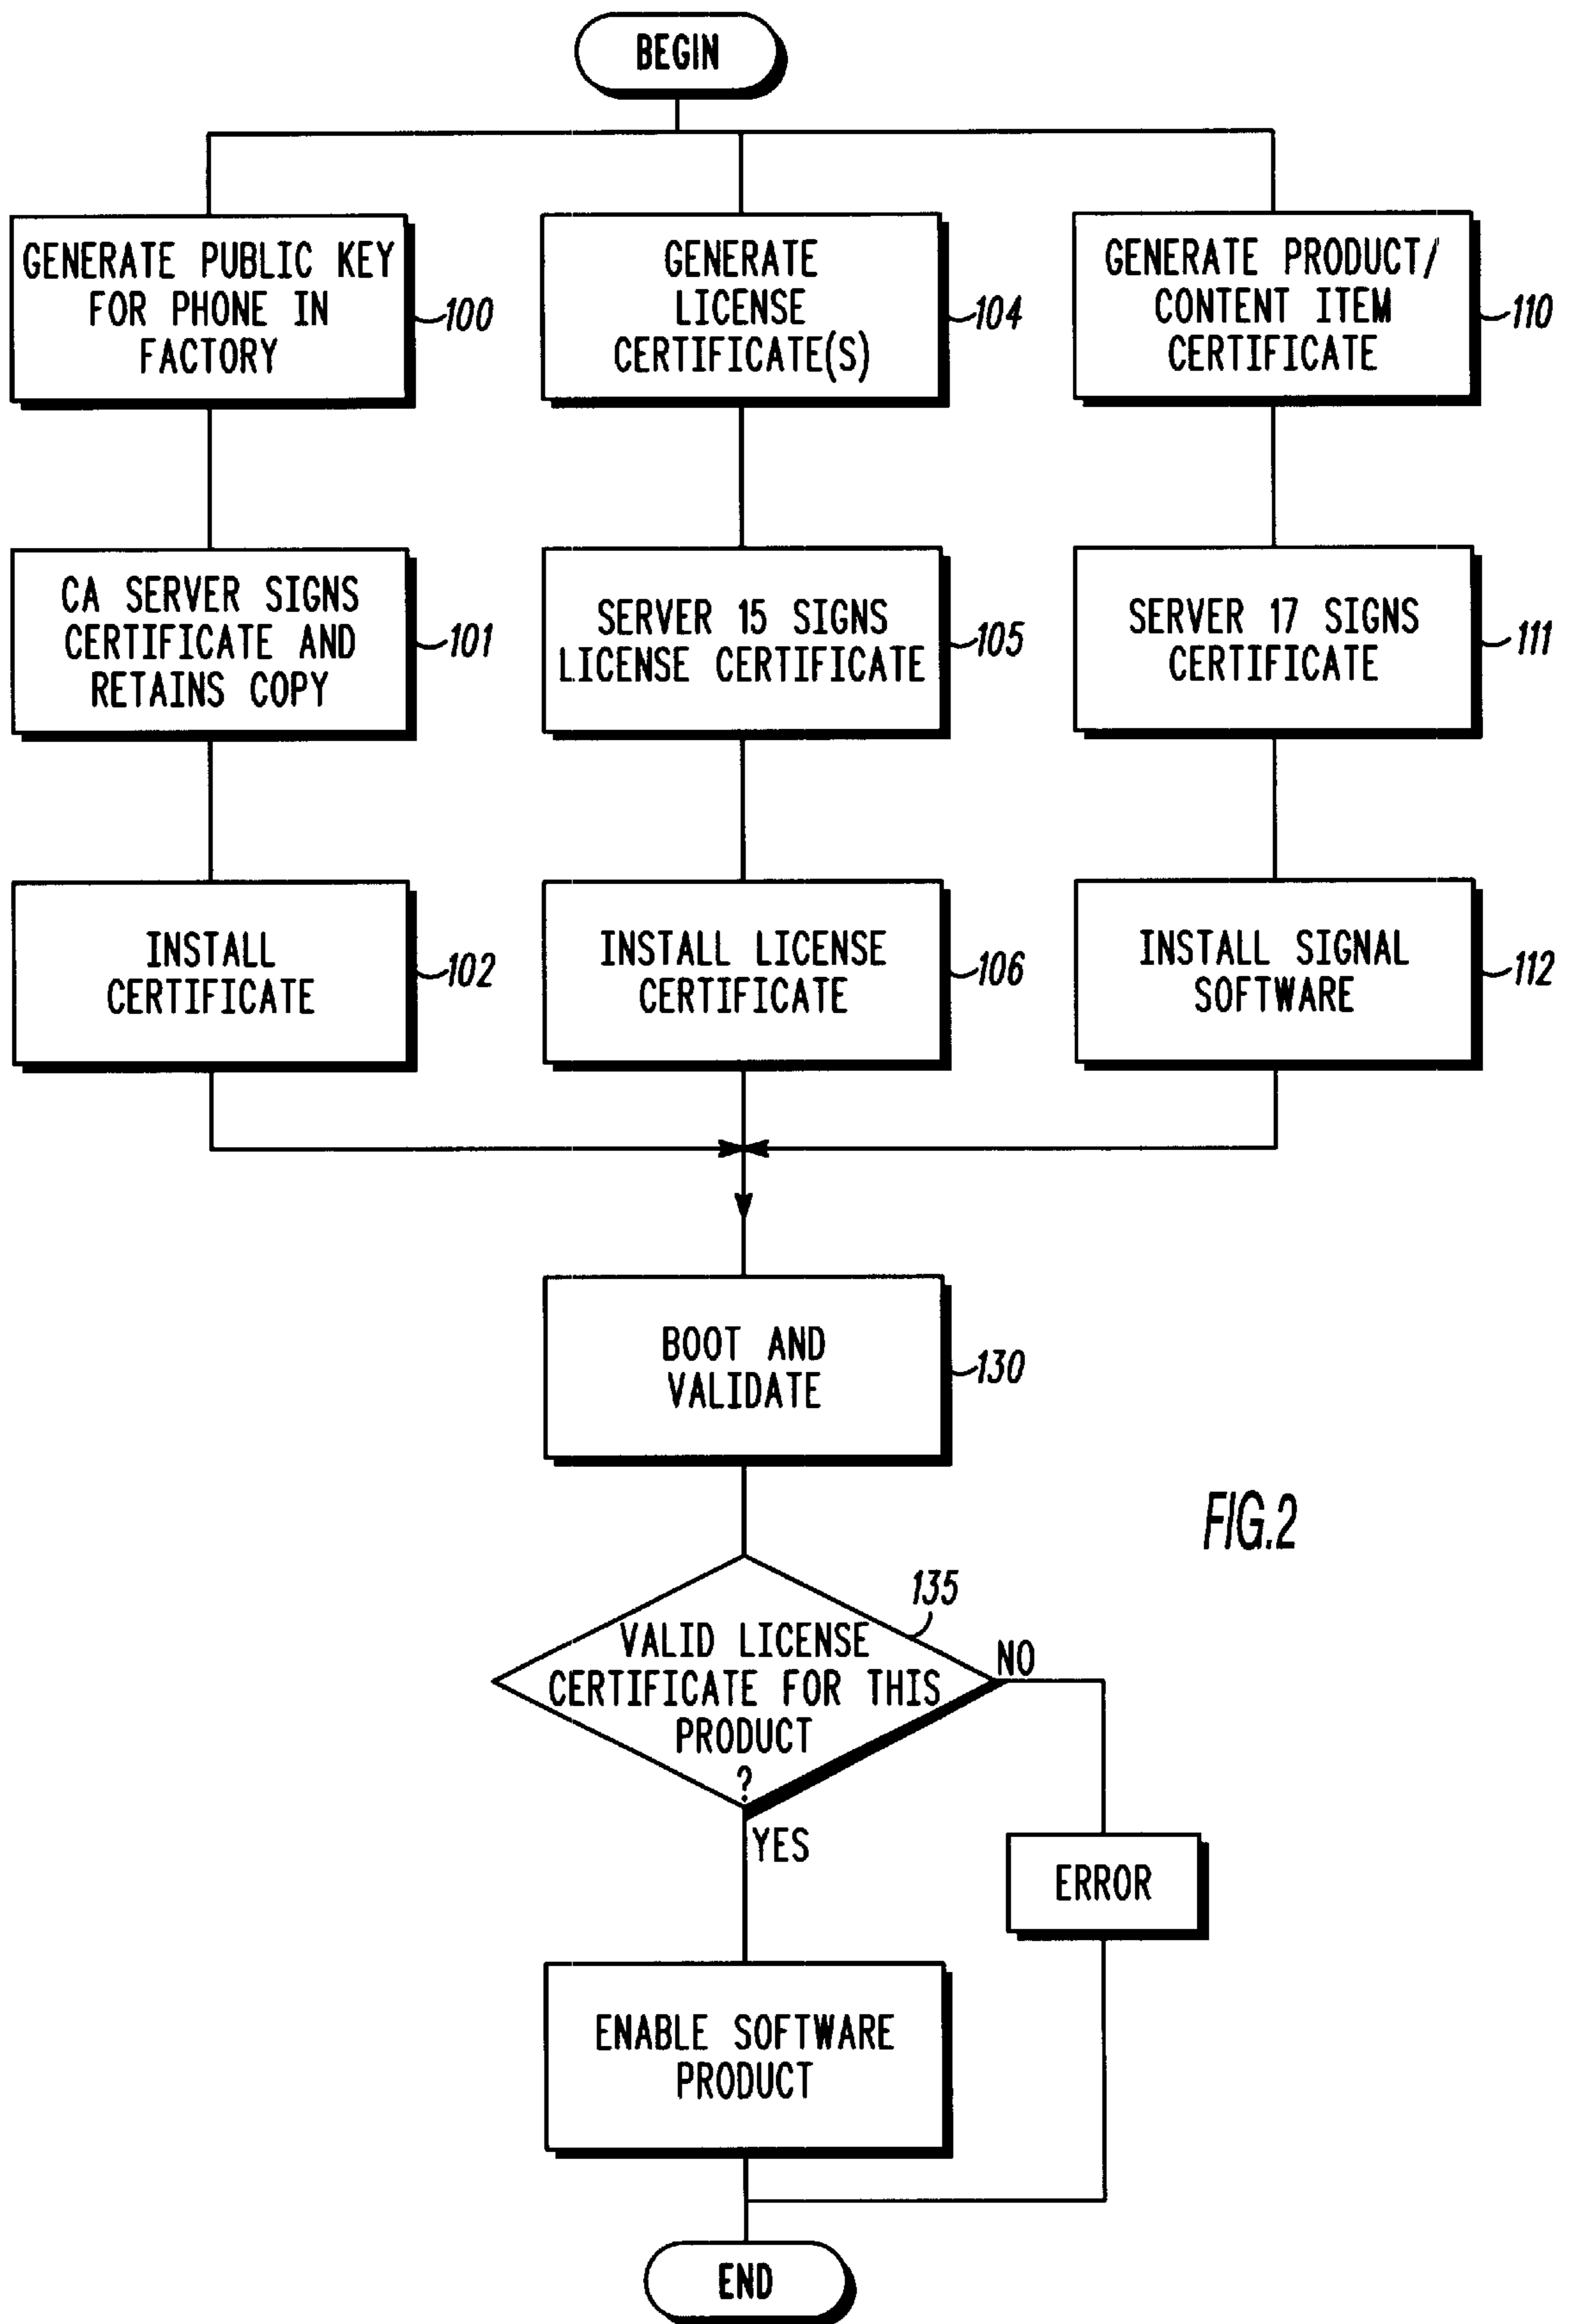 BEGIN
GENERATE PUBLIC KEY
FOR PHONE IN
FACTORY
100
GENERATE
LICENSE
CERTIFICATE(S)
104
GENERATE PRODUCT/
CONTENT ITEM
CERTIFICATE
110
CA SERVER SIGNS
CERTIFICATE AND
RETAINS COPY
101
SERVER 15 SIGNS
LICENSE CERTIFICATE
105
SERVER 17 SIGNS
CERTIFICATE
111
INSTALL
CERTIFICATE
102
INSTALL LICENSE
CERTIFICATE
106
INSTALL SIGNAL
SOFTWARE
112
BOOT AND
VALIDATE
130
FIG.2
135
VALID LICENSE
CERTIFICATE FOR THIS
PRODUCT
?
NO
YES
ERROR
ENABLE SOFTWARE
PRODUCT
END